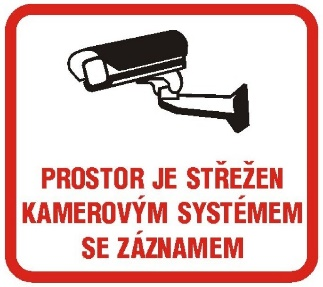 PROSTOR JE STŘEŽEN
KAMEROVÝM SYSTÉMEM
SE ZÁZNAMEM